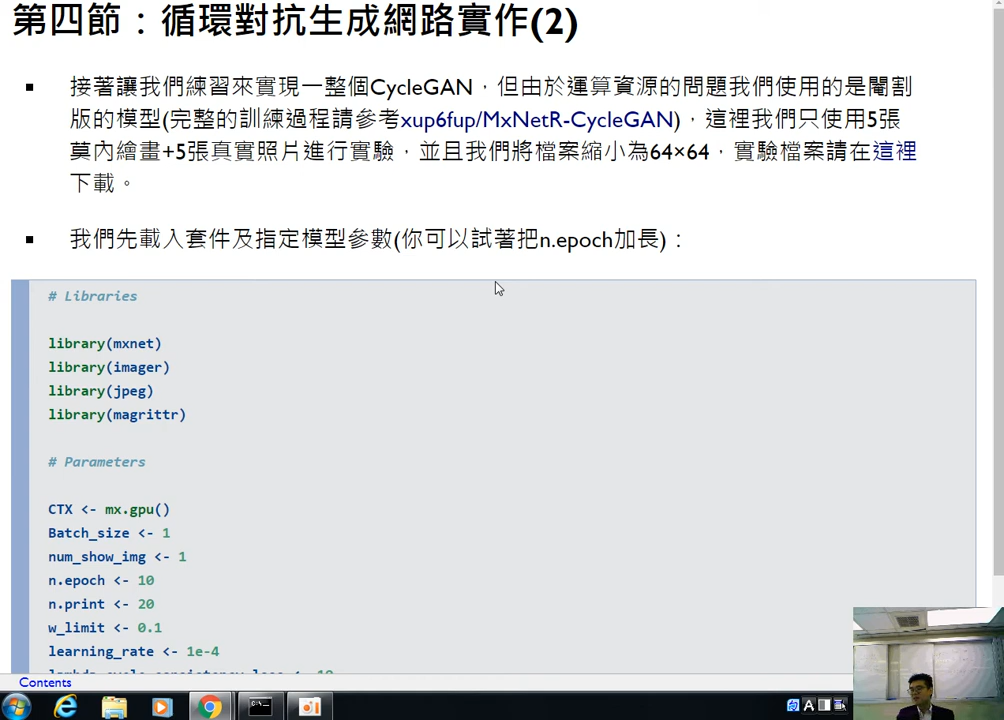 第四節：循環對抗生成網路實作(2)
接著讓我們練習來實現一整個CycleGAN，但由於運算資源的問題我們使用的是閹割
版的模型(完整的訓練過程請參考xup6fup/MxNetR-CycleGAN)，這裡我們只使用5張
莫內繪畫+5張真實照片進行實驗，並且我們將檔案縮小為64×64，實驗檔案請在這裡
下載。
我們先載入套件及指定模型參數(你可以試著把n.epoch加長)：
# Libraries
library(mxnet)
library(imager)
library(jpeg)
library(magrittr)
# Parameters
CTX <- mx.gpu()
Batch_size <- 1
num_show_img <- 1
n.epoch <- 10
n.print <- 20
w_limit <- 0.1
learning_rate <- 1e-4
lambda_cycle_consistency_loss <- 10
Contents